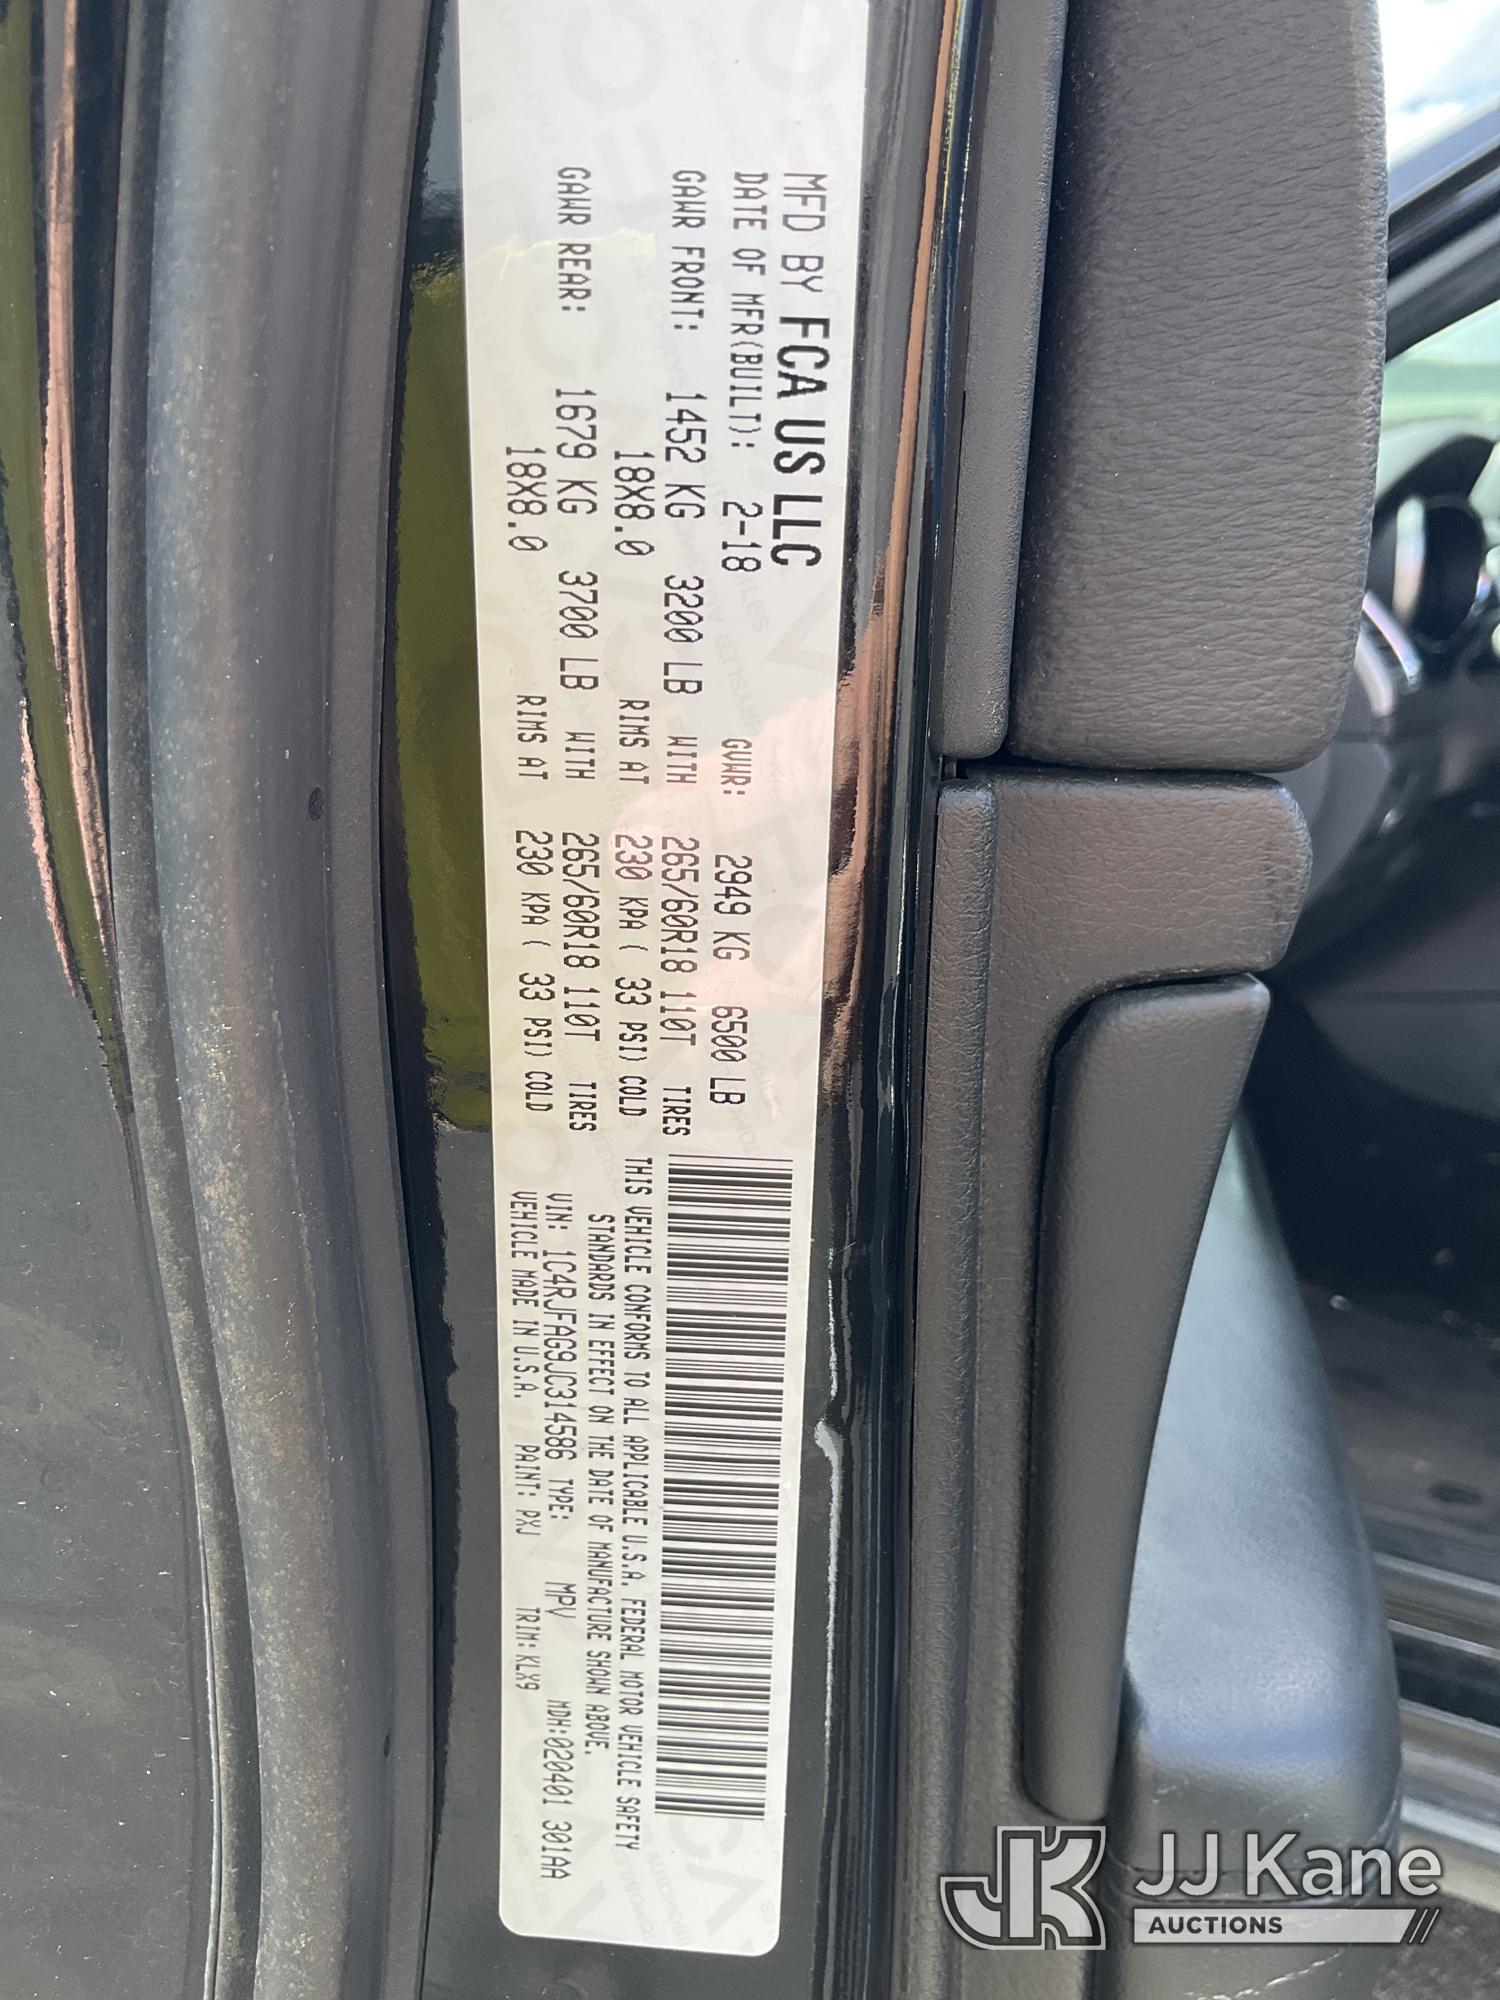 MFD BY FCA US LLC
DATE OF MFR(BUILT): 2-18 GVWR: 2949 KG 6500 LB
GAWR FRONT: 1452 KG 3200 LB WITH 265/60R18 110T TIRES
18X8.0 RIMS AT 230 KPA ( 33 PSI) COLD
GAWR REAR: 1679 KG 3700 LB WITH 265/60R18 110T TIRES
18X8.0 RIMS AT 230 KPA ( 33 PSI) COLD
THIS VEHICLE CONFORMS TO ALL APPLICABLE U.S.A. FEDERAL MOTOR VEHICLE SAFETY
STANDARDS IN EFFECT ON THE DATE OF MANUFACTURE SHOWN ABOVE.
VIN: 1C4RJFAG9JC314586 TYPE: MPV MDH:020401 301AA
VEHICLE MADE IN U.S.A. PAINT: PXJ TRIM:KLX9
JK JJ Kane
AUCTIONS